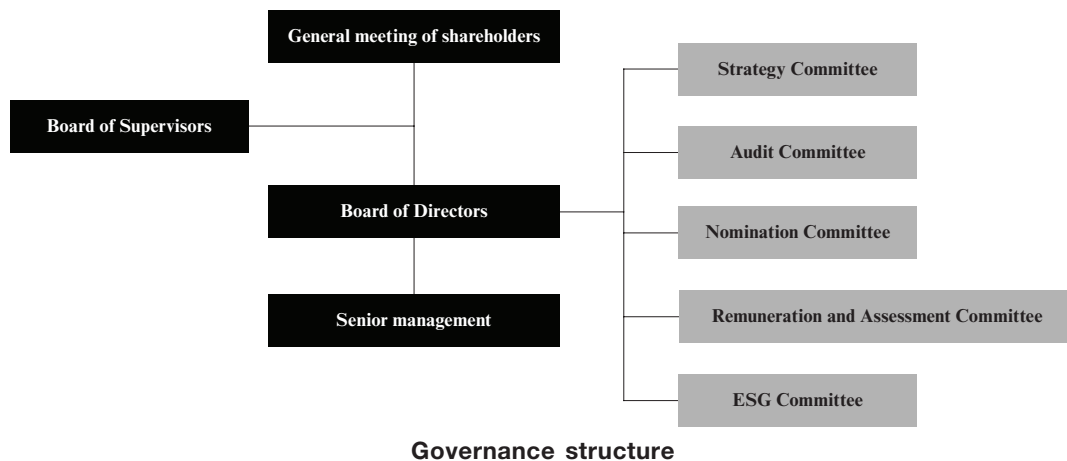 General meeting of shareholders
Board of Supervisors
Board of Directors
Senior management
Strategy Committee
Audit Committee
Nomination Committee
Remuneration and Assessment Committee
ESG Committee
Governance structure